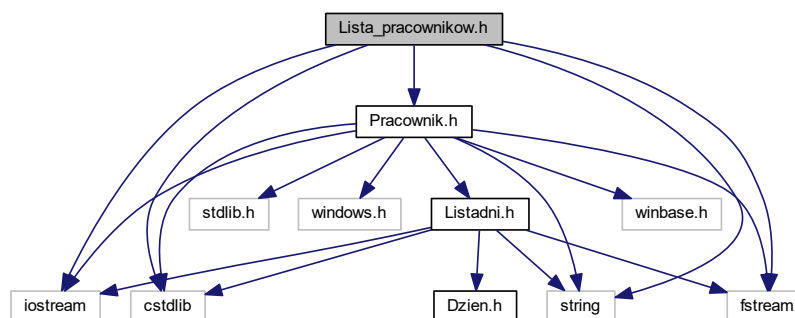 Lista_pracownikow.h
Pracownik.h
stdlib.h windows.h Listadni.h winbase.h
iostream cstdlib Dzien.h string fstream